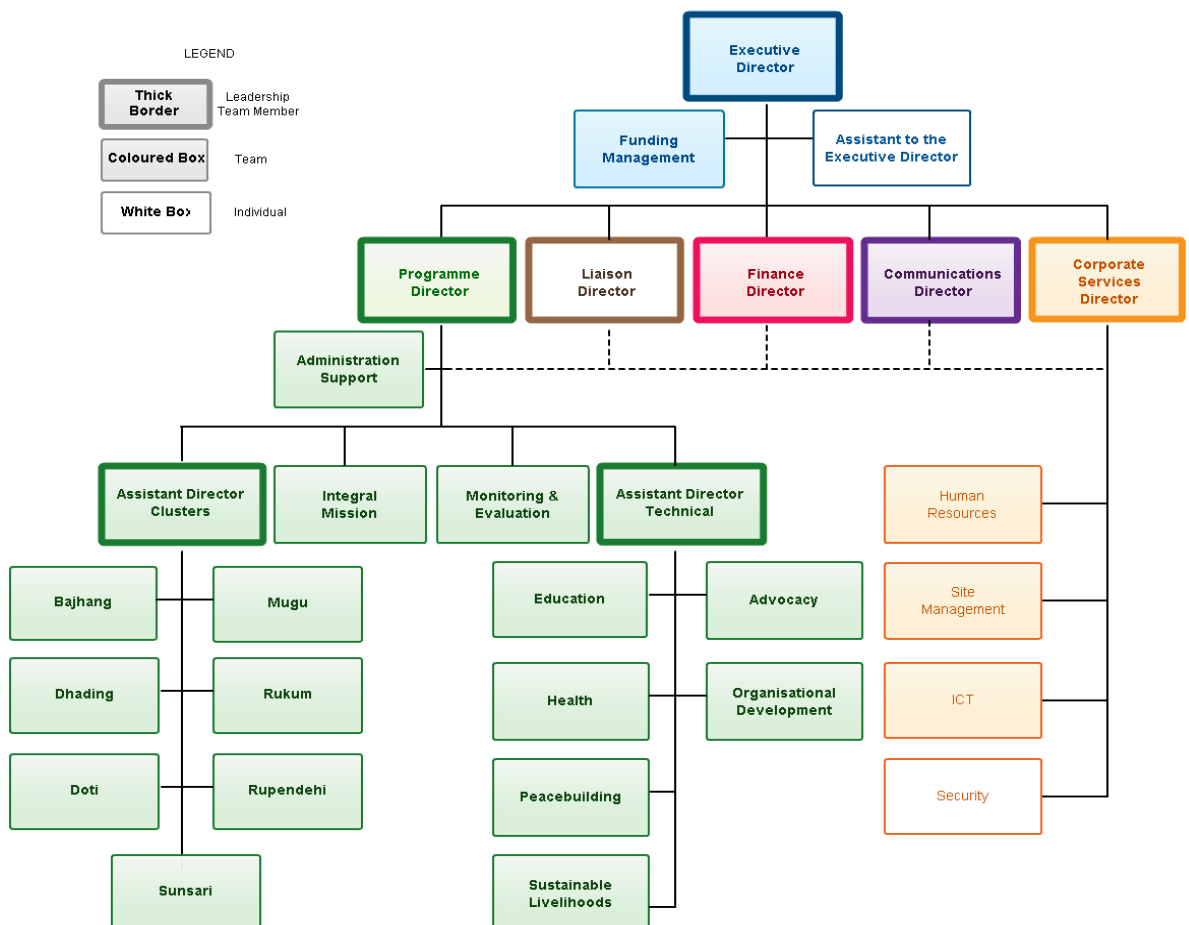 LEGEND
Thick
Border
Leadership
Team Member
Coloured Box
Team
White Box
Individual
Executive
Director
Funding
Management
Assistant to the
Executive Director
Programme
Director
Liaison
Director
Finance
Director
Communications
Director
Corporate
Services
Director
Administration
Support
Assistant Director
Clusters
Integral
Mission
Monitoring &
Evaluation
Assistant Director
Technical
Human
Resources
Bajhang
Mugu
Education
Advocacy
Site
Management
Dhading
Rukum
Health
Organisational
Development
ICT
Doti
Rupendehi
Peacebuilding
Security
Sunsari
Sustainable
Livelihoods